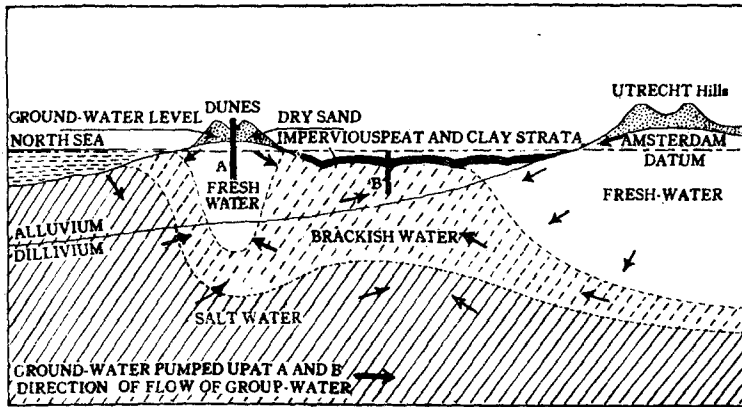 UTRECHT Hills
GROUND-WATER LEVEL
DUNES
DRY SAND
NORTH SEA
IMPERVIOUSPEAT AND CLAY STRATA
AMSTERDAM
DATUM
A
B
FRESH
WATER
FRESH-WATER
ALLUVIUM
DILLIVIUM
BRACKISH WATER
SALT WATER
GROUND-WATER PUMPED UPAT A AND B
DIRECTION OF FLOW OF GROUP-WATER